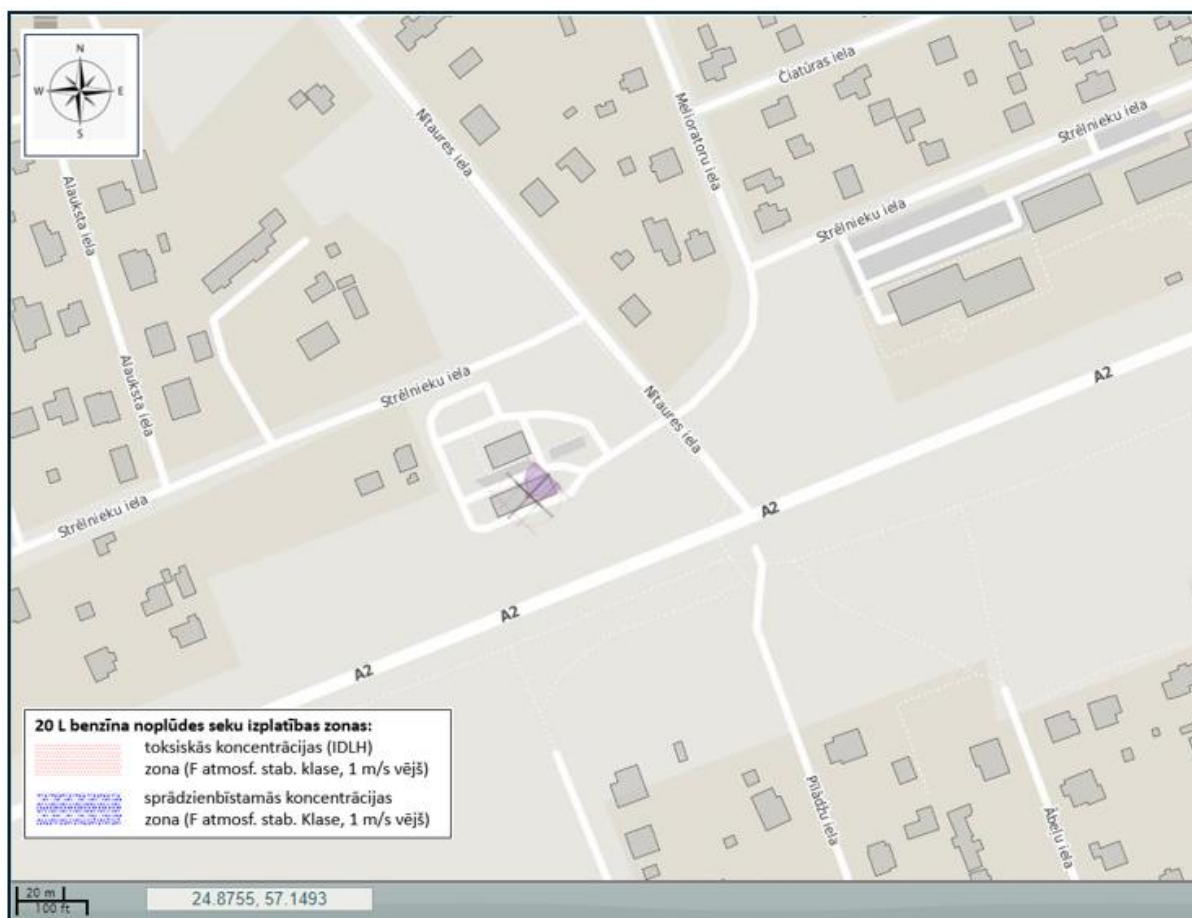 N
W E
S
Čiatūras iela
Nītaures iela
Melioratoru iela
Strēlnieku iela
Alauksta iela
Strēlnieku iela
Alauksta iela
Strēlnieku iela
A2
Nītaures iela
Strēlnieku iela
A2
A2
A2
20 L benzīna noplūdes seku izplatības zonas:
toksiskās koncentrācijas (IDLH)
zona (F atmosf. stab. klase, 1 m/s vējš)
sprādzienbīstamās koncentrācijas
zona (F atmosf. stab. Klase, 1 m/s vējš)
Pīlādžu iela
Ābeļu iela
20 m
100 ft
24.8755, 57.1493